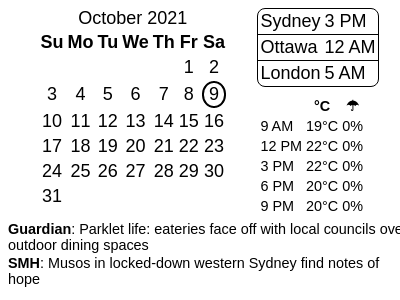 October 2021
Su Mo Tu We Th Fr Sa
1 2
3 4 5 6 7 8 9
10 11 12 13 14 15 16
17 18 19 20 21 22 23
24 25 26 27 28 29 30
31
Sydney 3 PM
Ottawa 12 AM
London 5 AM
°C ☂
9 AM 19°C 0%
12 PM 22°C 0%
3 PM 22°C 0%
6 PM 20°C 0%
9 PM 20°C 0%
Guardian: Parklet life: eateries face off with local councils ove
outdoor dining spaces
SMH: Musos in locked-down western Sydney find notes of
hope